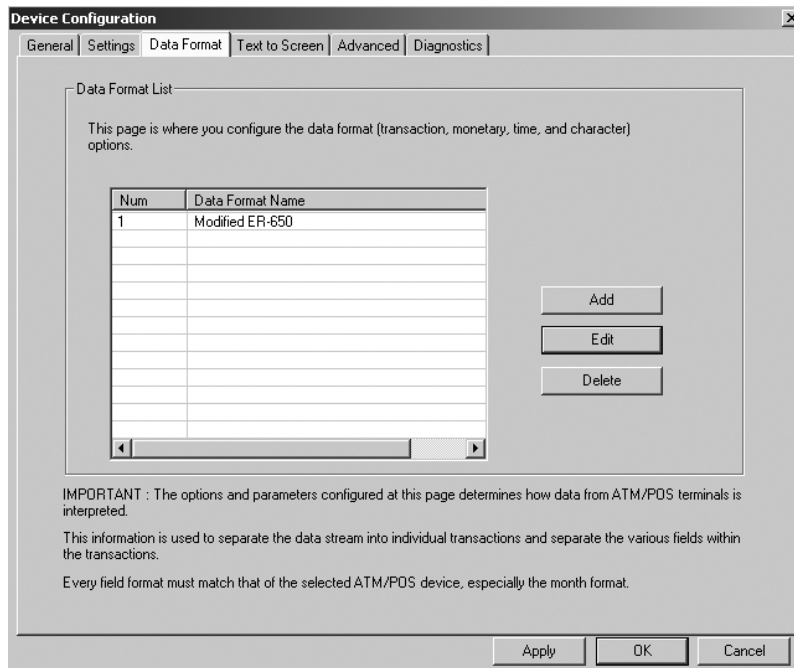 Device Configuration
General Settings Data Format Text to Screen Advanced Diagnostics
Data Format List
This page is where you configure the data format (transaction, monetary, time, and character)
options.
Num Data Format Name
1 Modified ER-650
Add
Edit
Delete
IMPORTANT : The options and parameters configured at this page determines how data from ATM/POS terminals is
interpreted.
This information is used to separate the data stream into individual transactions and separate the various fields within
the transactions.
Every field format must match that of the selected ATM/POS device, especially the month format.
Apply OK Cancel